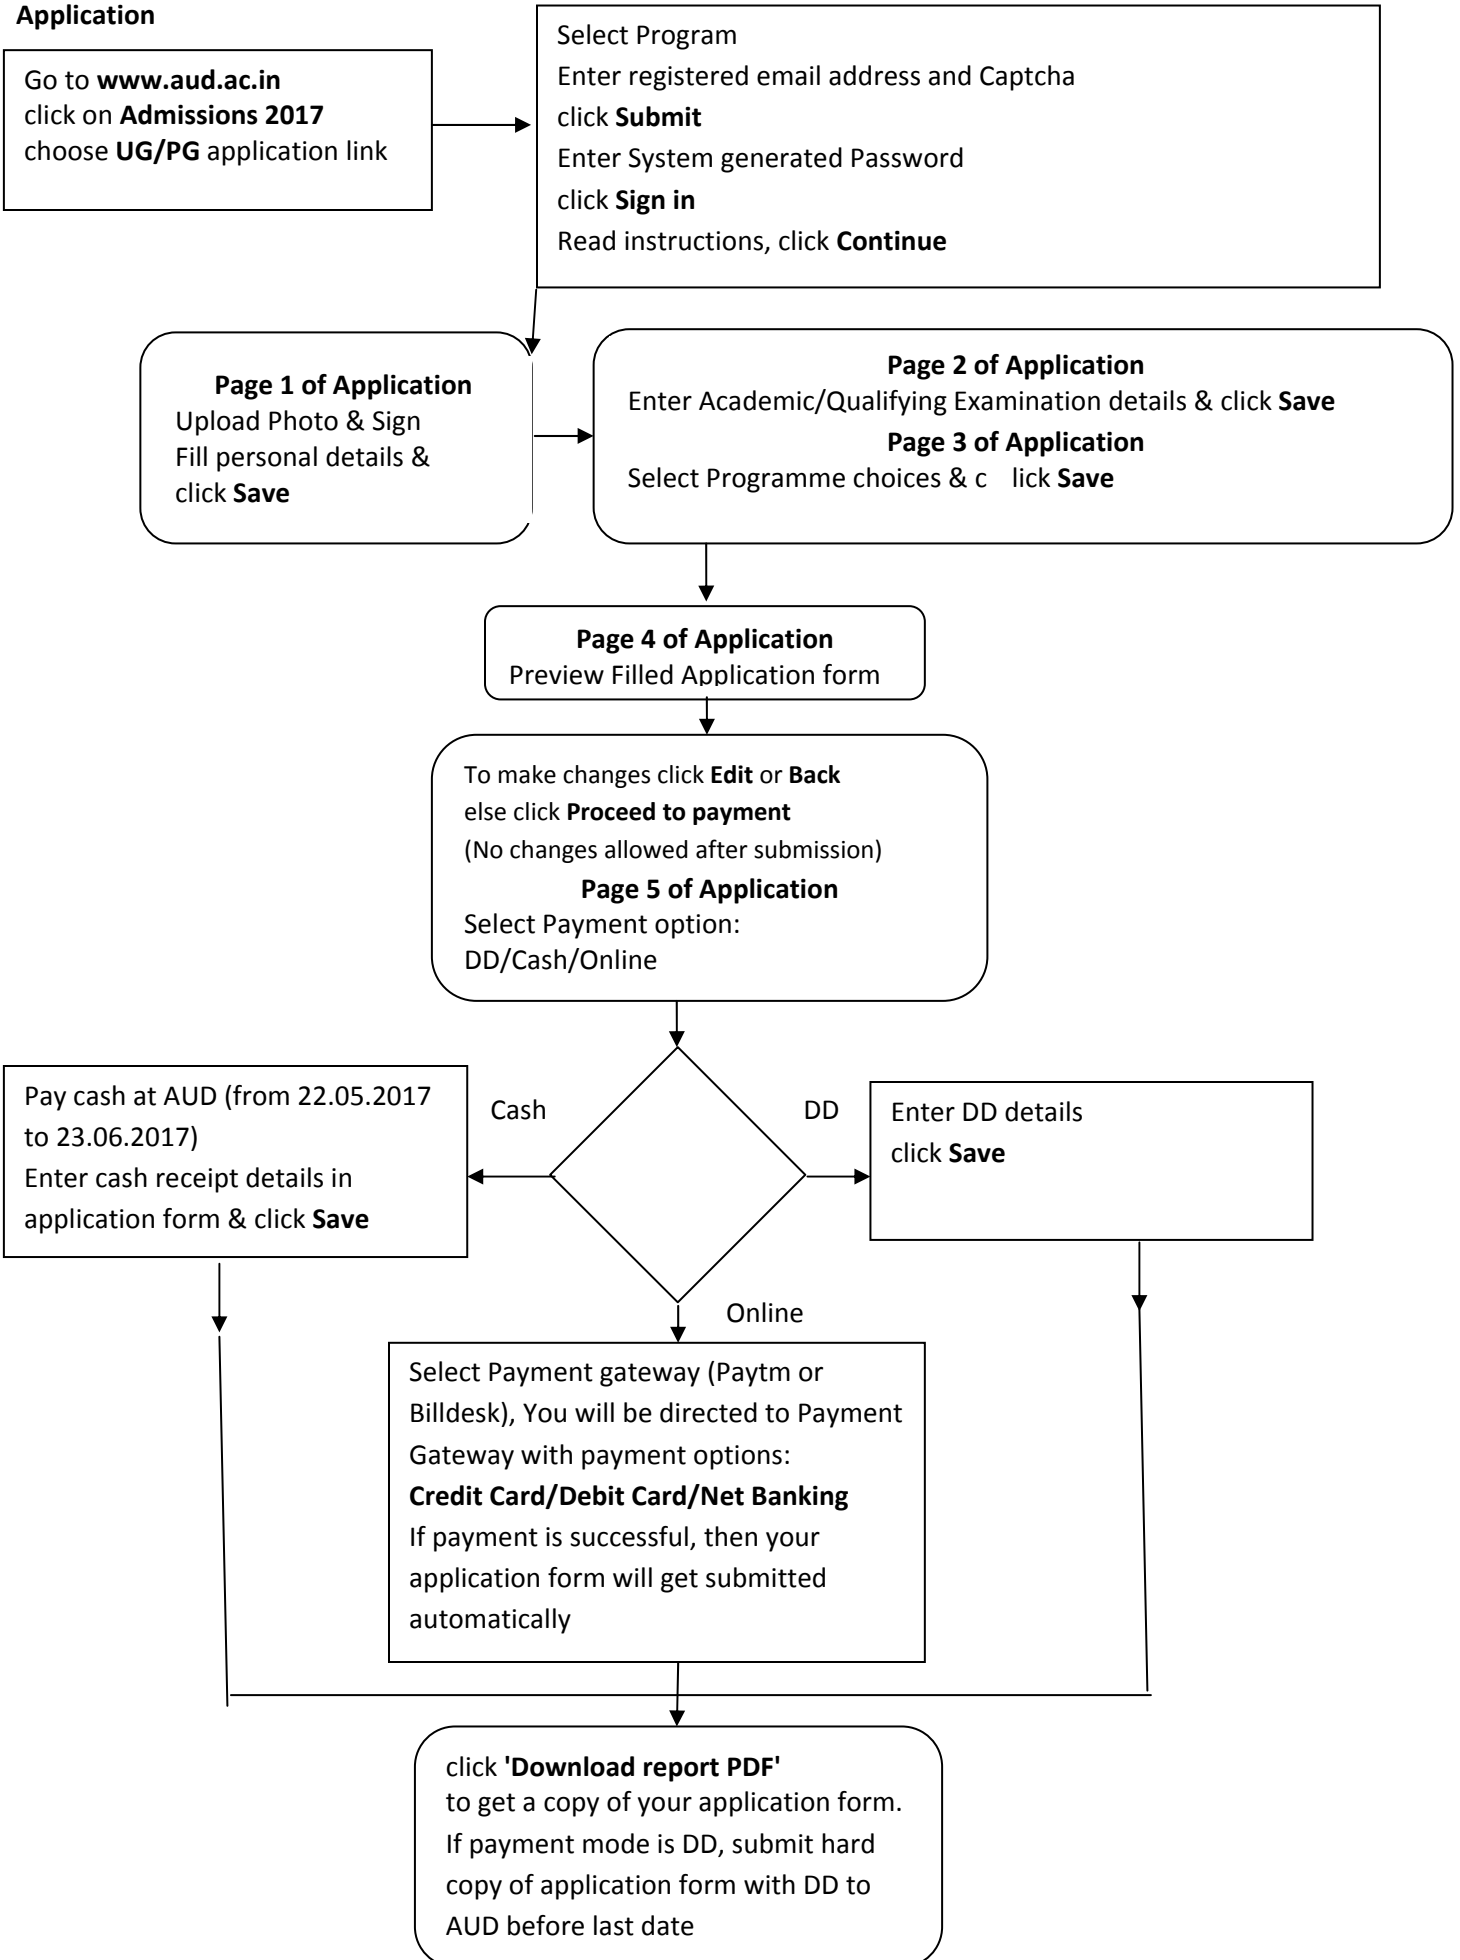 Application
Go to www.aud.ac.in
click on Admissions 2017
choose UG/PG application link
Select Program
Enter registered email address and Captcha
click Submit
Enter System generated Password
click Sign in
Read instructions, click Continue
Page 1 of Application
Upload Photo & Sign
Fill personal details &
click Save
Page 2 of Application
Enter Academic/Qualifying Examination details & click Save
Page 3 of Application
Select Programme choices & c lick Save
Page 4 of Application
Preview Filled Application form
To make changes click Edit or Back
else click Proceed to payment
(No changes allowed after submission)
Page 5 of Application
Select Payment option:
DD/Cash/Online
Pay cash at AUD (from 22.05.2017
to 23.06.2017)
Enter cash receipt details in
application form & click Save
Cash
DD
Enter DD details
click Save
Online
Select Payment gateway (Paytm or
Billdesk), You will be directed to Payment
Gateway with payment options:
Credit Card/Debit Card/Net Banking
If payment is successful, then your
application form will get submitted
automatically
click 'Download report PDF'
to get a copy of your application form.
If payment mode is DD, submit hard
copy of application form with DD to
AUD before last date